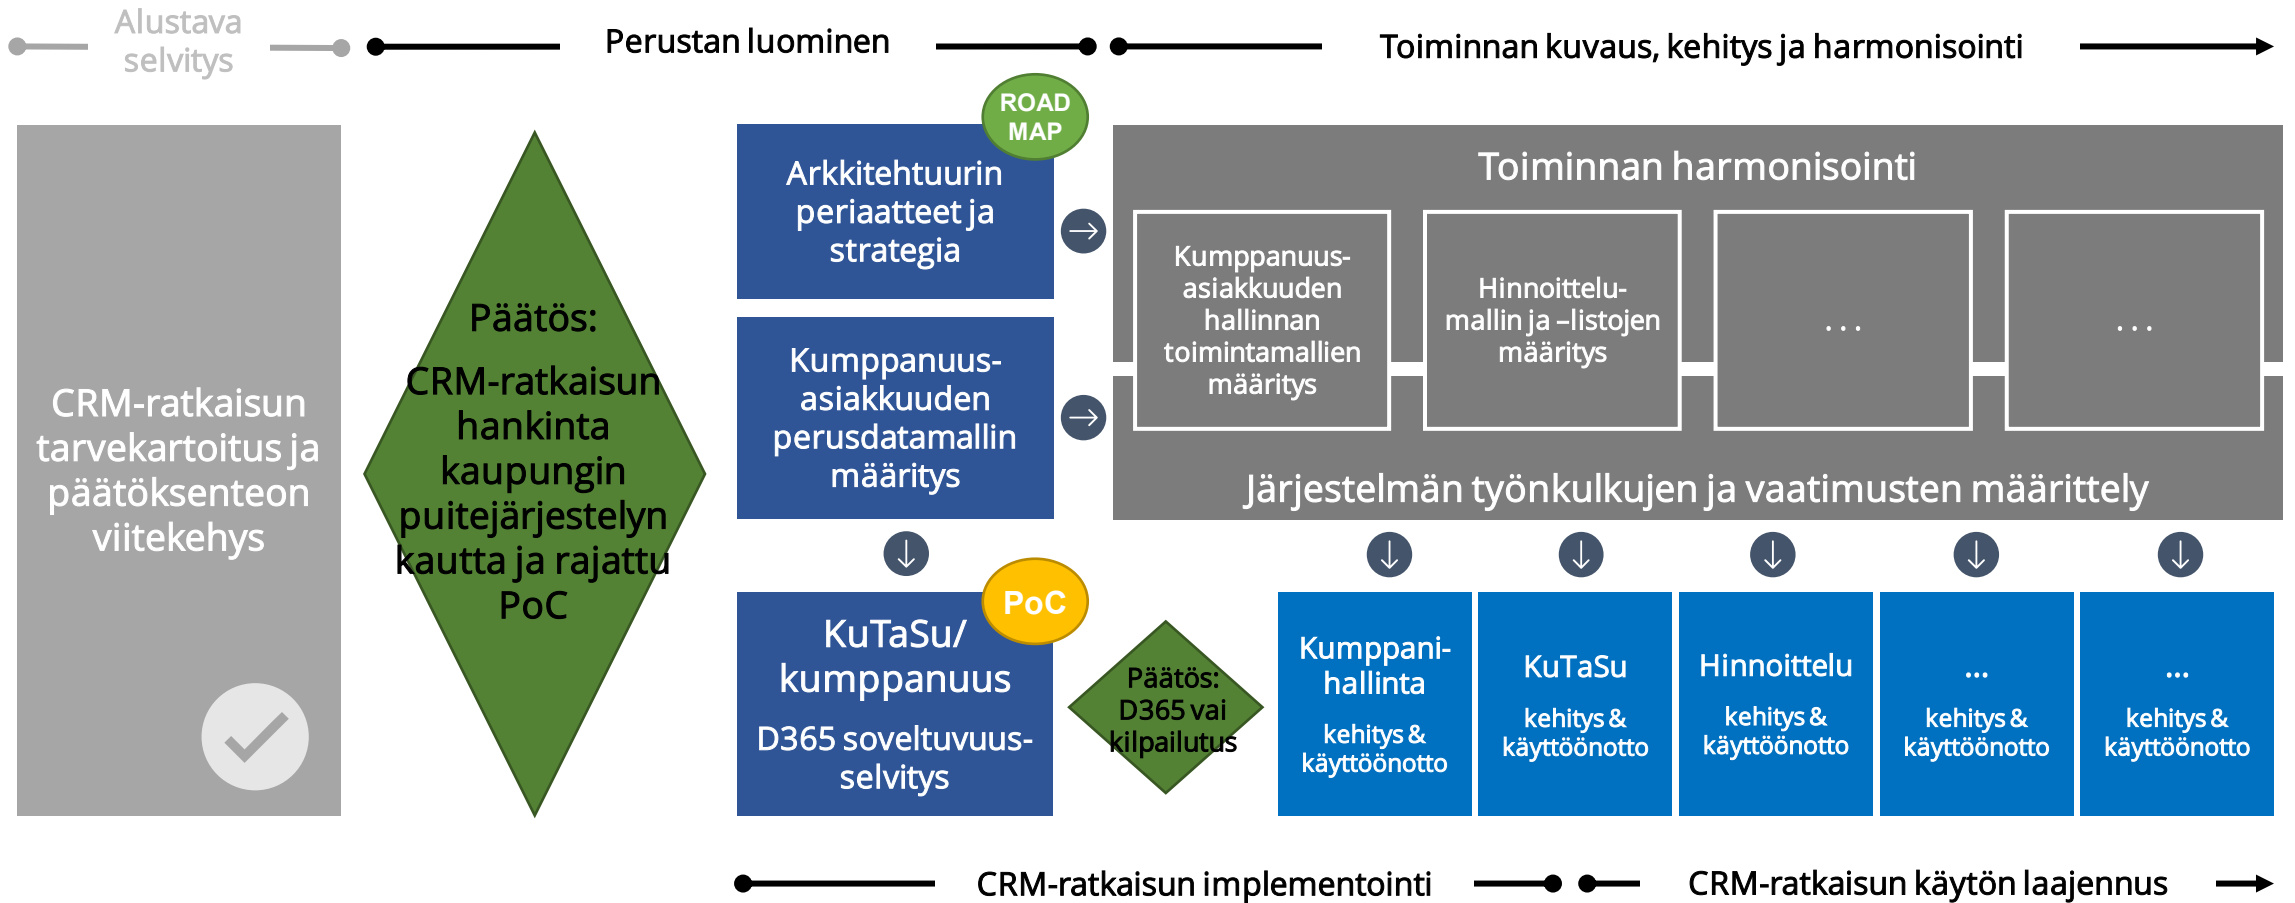 Alustava
selvitys
Perustan luominen
Toiminnan kuvaus, kehitys ja harmonisointi
CRM-ratkaisun
tarvekartoitus ja
päätöksenteon
viitekehys
Päätös:
CRM-ratkaisun
hankinta
kaupungin
puitejärjestelyn
kautta ja rajattu
PoC
ROAD
MAP
Arkkitehtuurin
periaatteet ja
strategia
Kumppanuus-
asiakkuuden
perusdatamallin
määritys
PoC
KuTaSu/
kumppanuus
D365 soveltuvuus-
selvitys
Toiminnan harmonisointi
Kumppanuus-
asiakkuuden
hallinnan
toimintamallien
määritys
Hinnoittelu-
mallin ja –listojen
määritys
. . .
. . .
Järjestelmän työnkulkujen ja vaatimusten määrittely
Päätös:
D365 vai
kilpailutus
Kumppani-
hallinta
kehitys &
käyttöönotto
KuTaSu
kehitys &
käyttöönotto
Hinnoittelu
kehitys &
käyttöönotto
...
kehitys &
käyttöönotto
...
kehitys &
käyttöönotto
CRM-ratkaisun implementointi
CRM-ratkaisun käytön laajennus